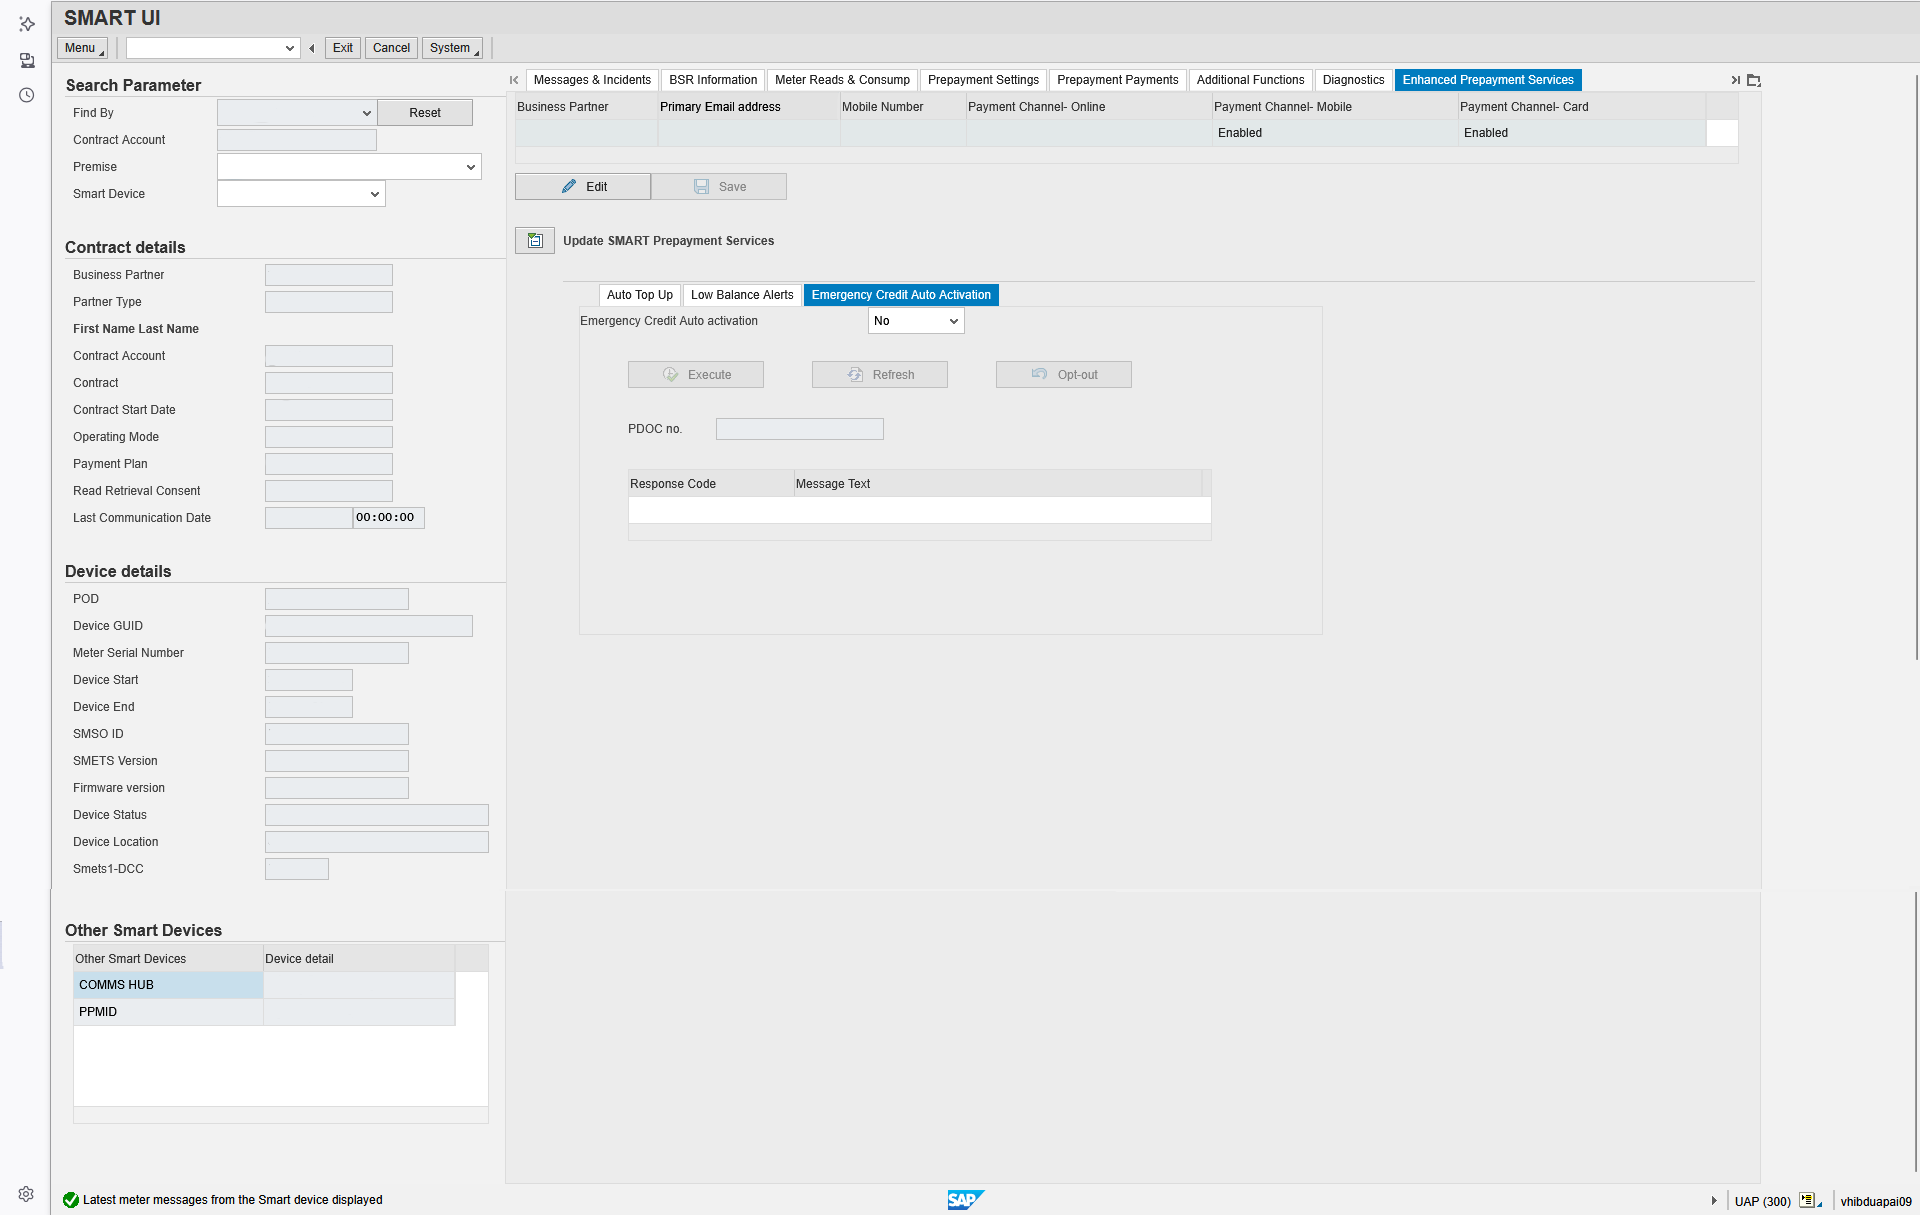 SMART UI
Menu
Exit
Cancel
System
Search Parameter
Find By
Reset
Contract Account
Premise
Smart Device
Contract details
Business Partner
Partner Type
First Name Last Name
Contract Account
Contract
Contract Start Date
Operating Mode
Payment Plan
Read Retrieval Consent
Last Communication Date 00:00:00
Device details
POD
Device GUID
Meter Serial Number
Device Start
Device End
SMSO ID
SMETS Version
Firmware version
Device Status
Device Location
Smets1-DCC
Other Smart Devices
Other Smart Devices Device detail
COMMS HUB
PPMID
Messages & Incidents BSR Information Meter Reads & Consump Prepayment Settings Prepayment Payments Additional Functions Diagnostics Enhanced Prepayment Services
Business Partner Primary Email address Mobile Number Payment Channel- Online Payment Channel- Mobile Payment Channel- Card
Enabled Enabled
Edit Save
Update SMART Prepayment Services
Auto Top Up Low Balance Alerts Emergency Credit Auto Activation
Emergency Credit Auto activation No
Execute Refresh Opt-out
PDOC no.
Response Code Message Text
Latest meter messages from the Smart device displayed
SAP
UAP (300)
vhibduapai09